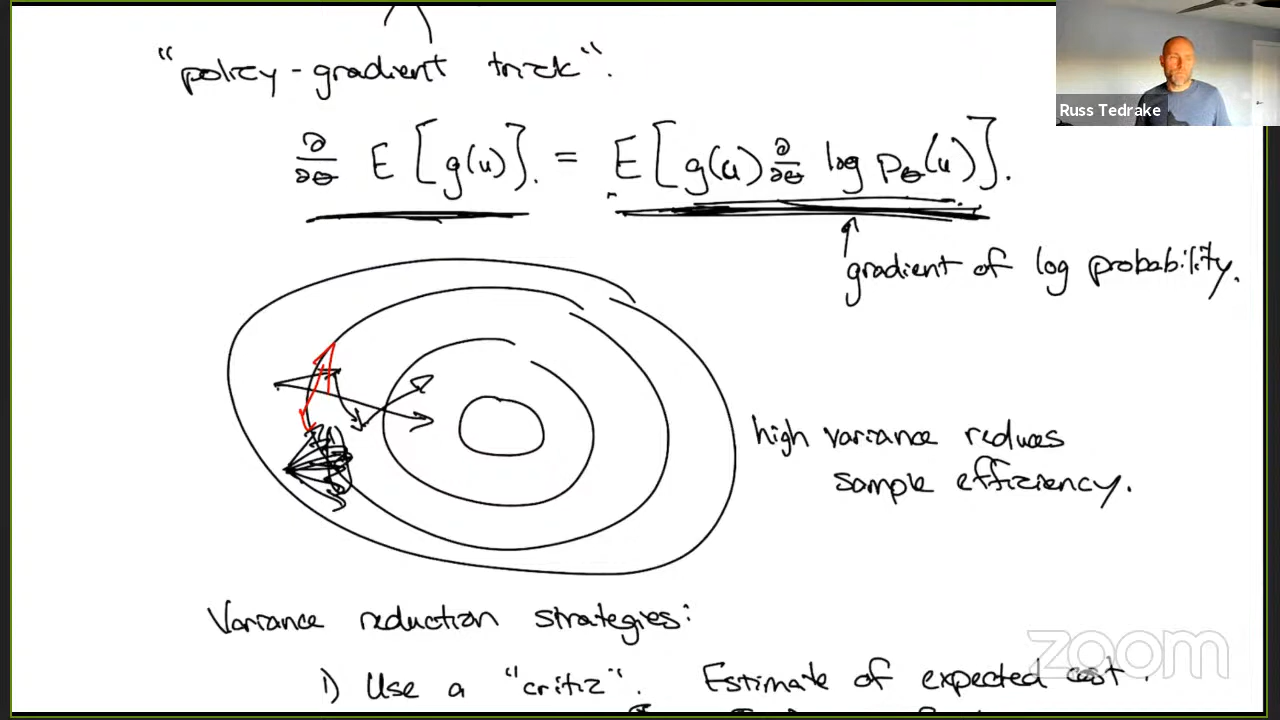 "policy-gradient trick".
Russ Tedrake
∂/∂θ E[g(u)]. = E[g(u) ∂/∂θ log pθ(u)].
gradient of log probability.
high variance reduces
sample efficiency.
Variance reduction strategies:
zoom
1) Use a "critic". Estimate of expected cost.